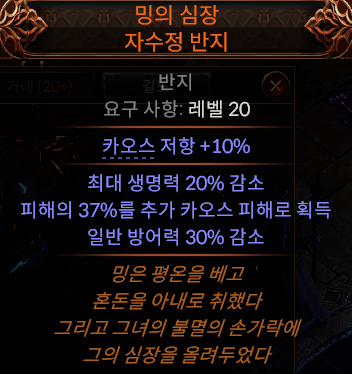 밍의 심장
자수정 반지
거래 (20+)
반지
요구 사항: 레벨 20
카오스 저항 +10%
최대 생명력 20% 감소
피해의 37%를 추가 카오스 피해로 획득
일반 방어력 30% 감소
밍은 평온을 베고
혼돈을 아내로 취했다
그리고 그녀의 불멸의 손가락에
그의 심장을 올려두었다